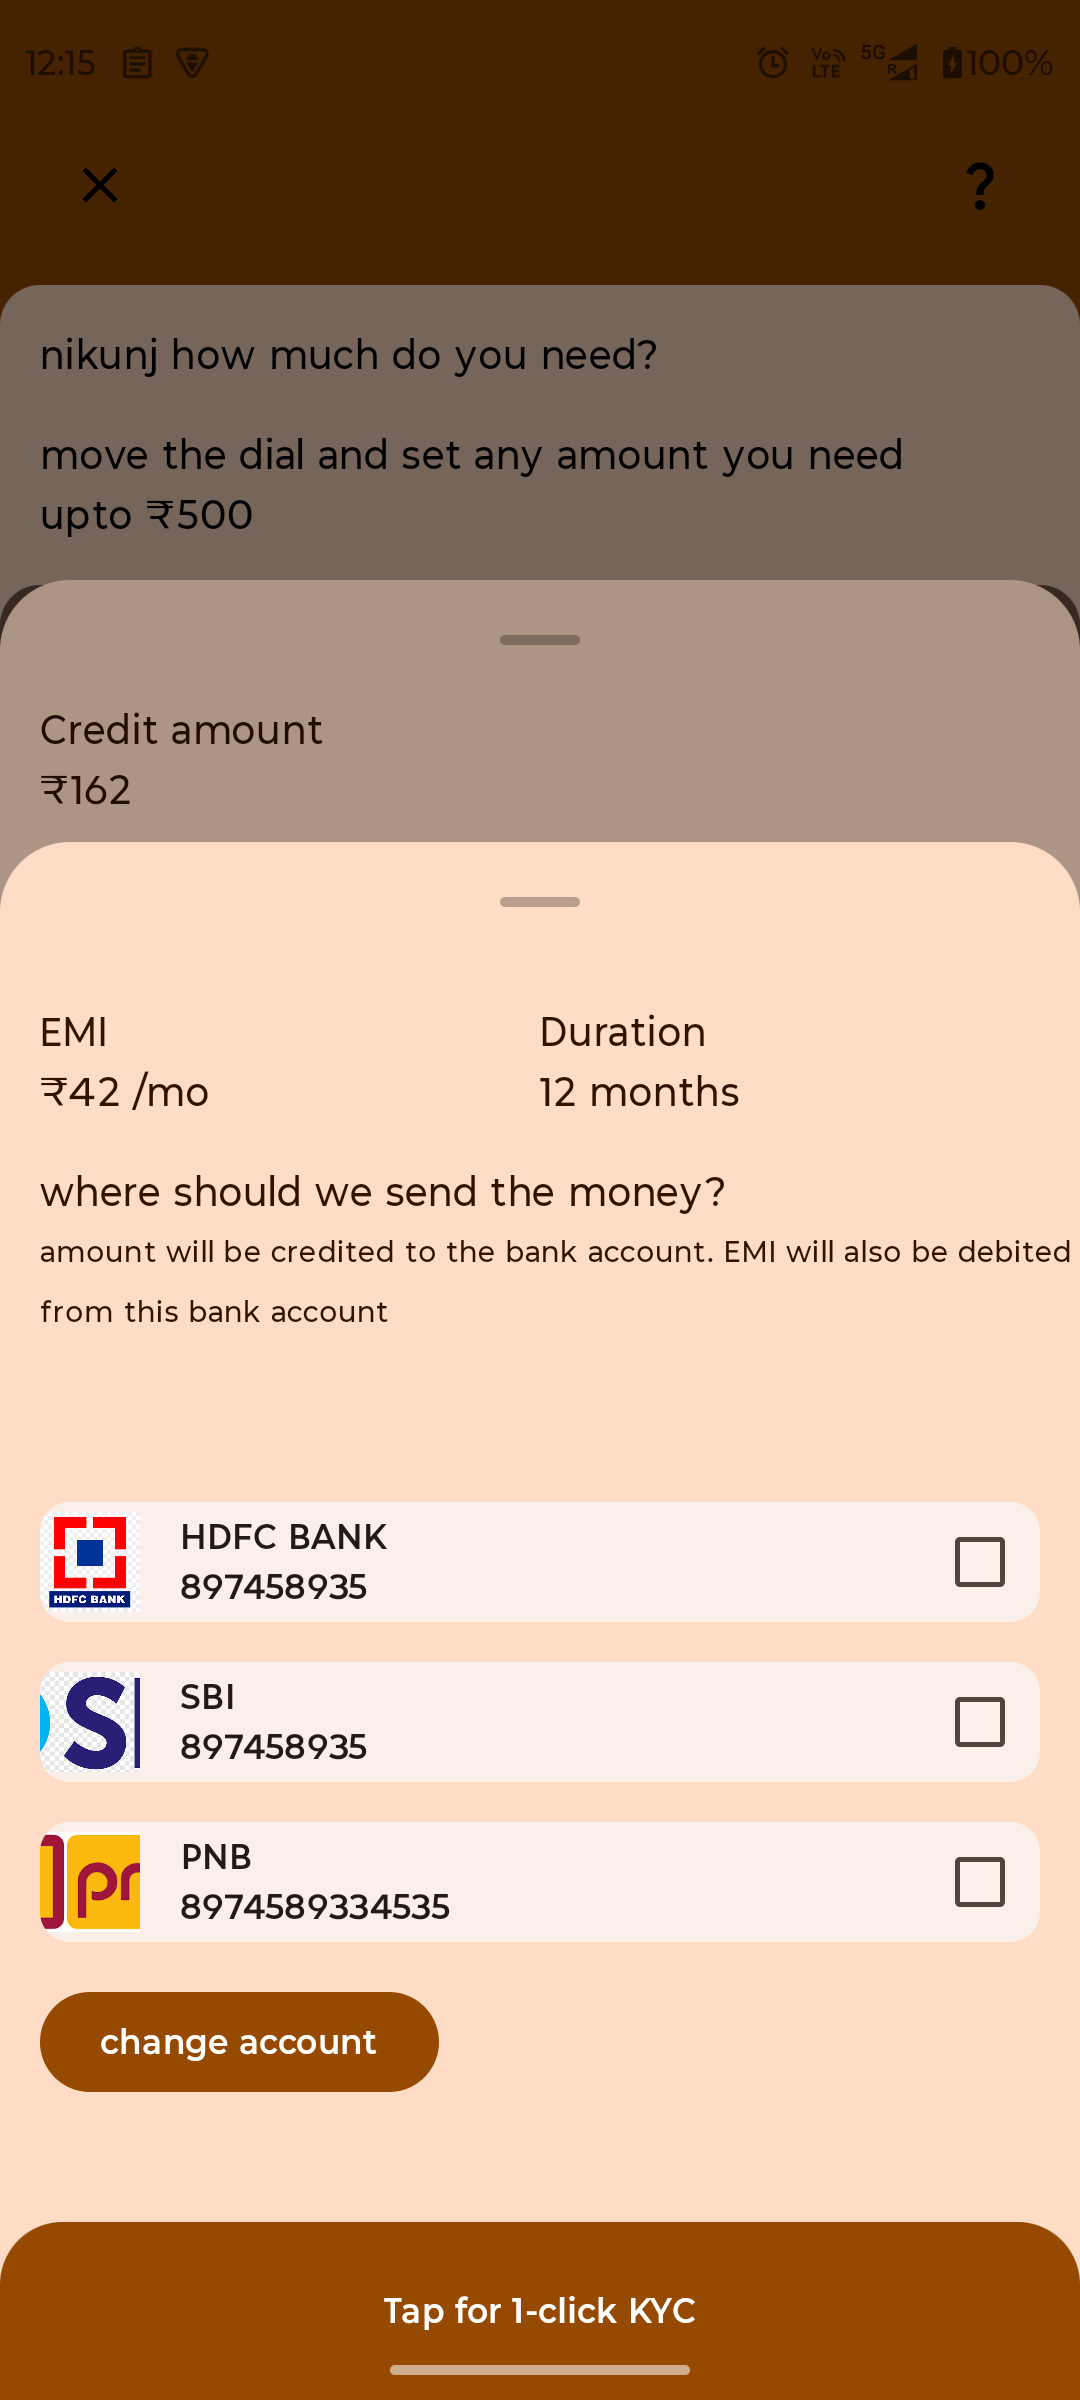 12:15
Vo LTE 5G R 100%
?
nikunj how much do you need?
move the dial and set any amount you need
upto ₹500
Credit amount
₹162
EMI Duration
₹42 /mo 12 months
where should we send the money?
amount will be credited to the bank account. EMI will also be debited
from this bank account
HDFC BANK
HDFC BANK
897458935
S
SBI
897458935
pr
PNB
8974589334535
change account
Tap for 1-click KYC